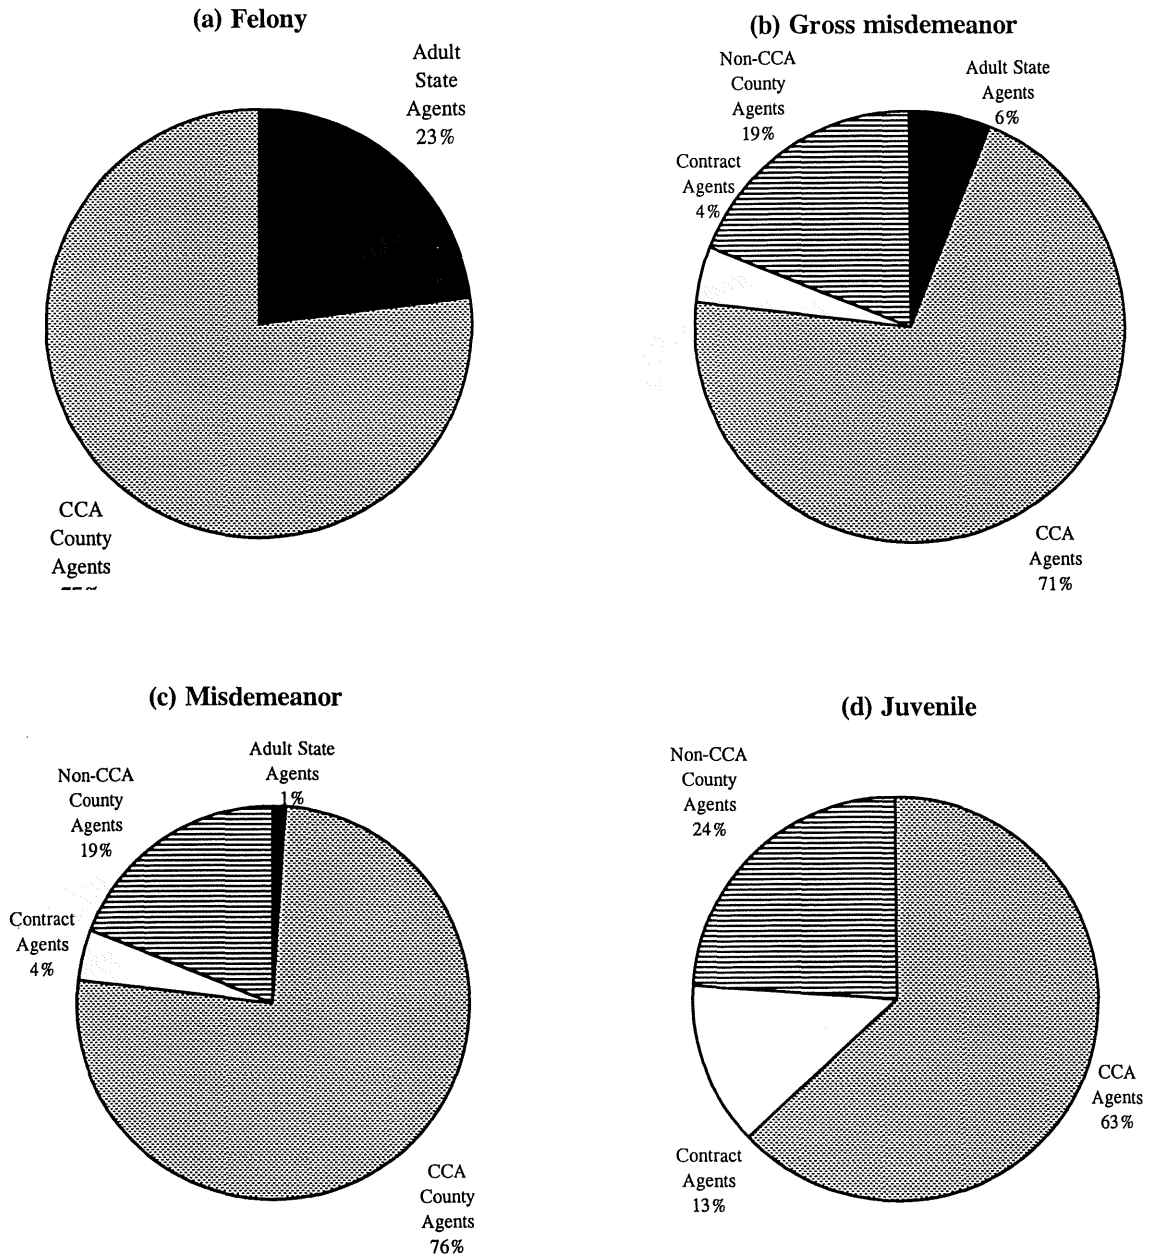 (a) Felony
Adult
State
Agents
23%
CCA
County
Agents
(b) Gross misdemeanor
Non-CCA
County
Agents
19%
Adult State
Agents
6%
Contract
Agents
4%
CCA
Agents
71%
(c) Misdemeanor
Adult State
Agents
1%
Non-CCA
County
Agents
19%
Contract
Agents
4%
CCA
County
Agents
76%
(d) Juvenile
Non-CCA
County
Agents
24%
CCA
Agents
63%
Contract
Agents
13%